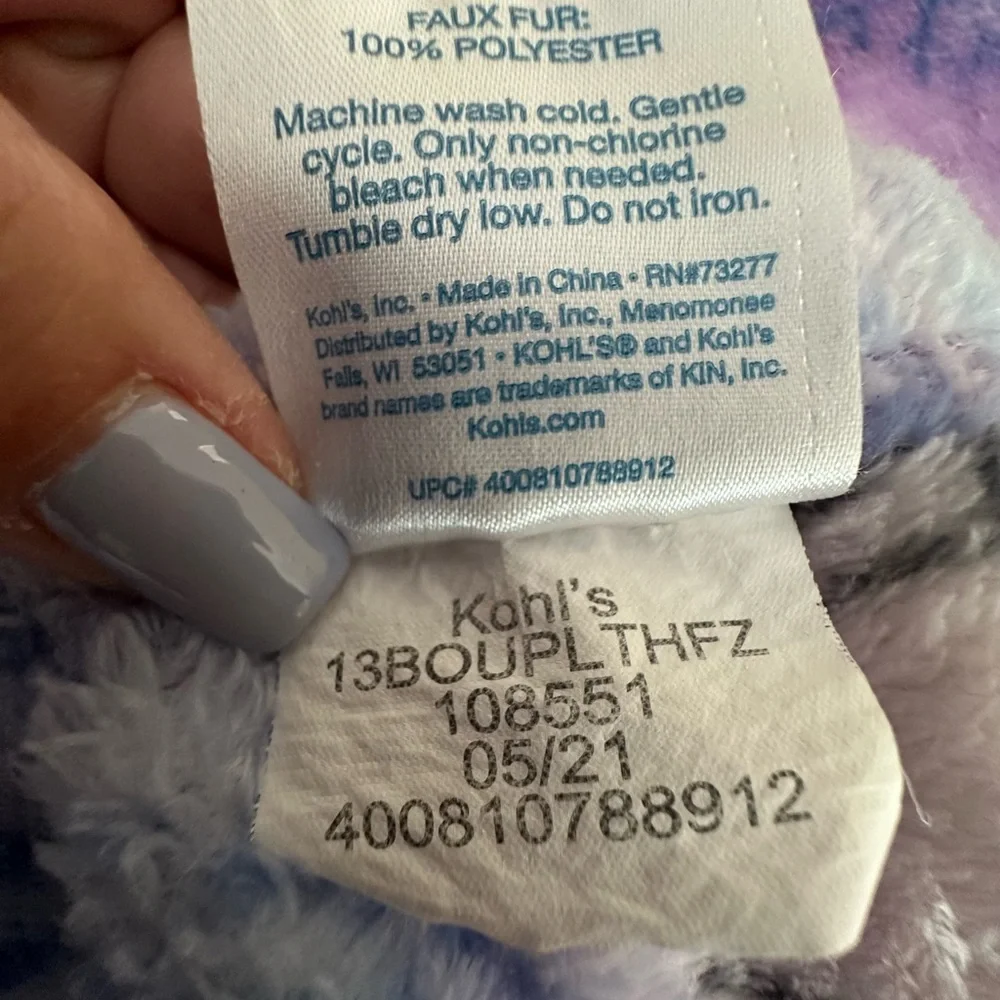 FAUX FUR:
100% POLYESTER
Machine wash cold. Gentle
cycle. Only non-chlorine
bleach when needed.
Tumble dry low. Do not iron.
Kohl's, Inc. • Made in China • RN#73277
Distributed by Kohl's, Inc., Menomonee
Falls, WI 53051 • KOHL'S® and Kohl's
brand names are trademarks of KIN, Inc.
Kohls.com
UPC# 400810788912
Kohl's
13BOUPLTHFZ
108551
05/21
400810788912